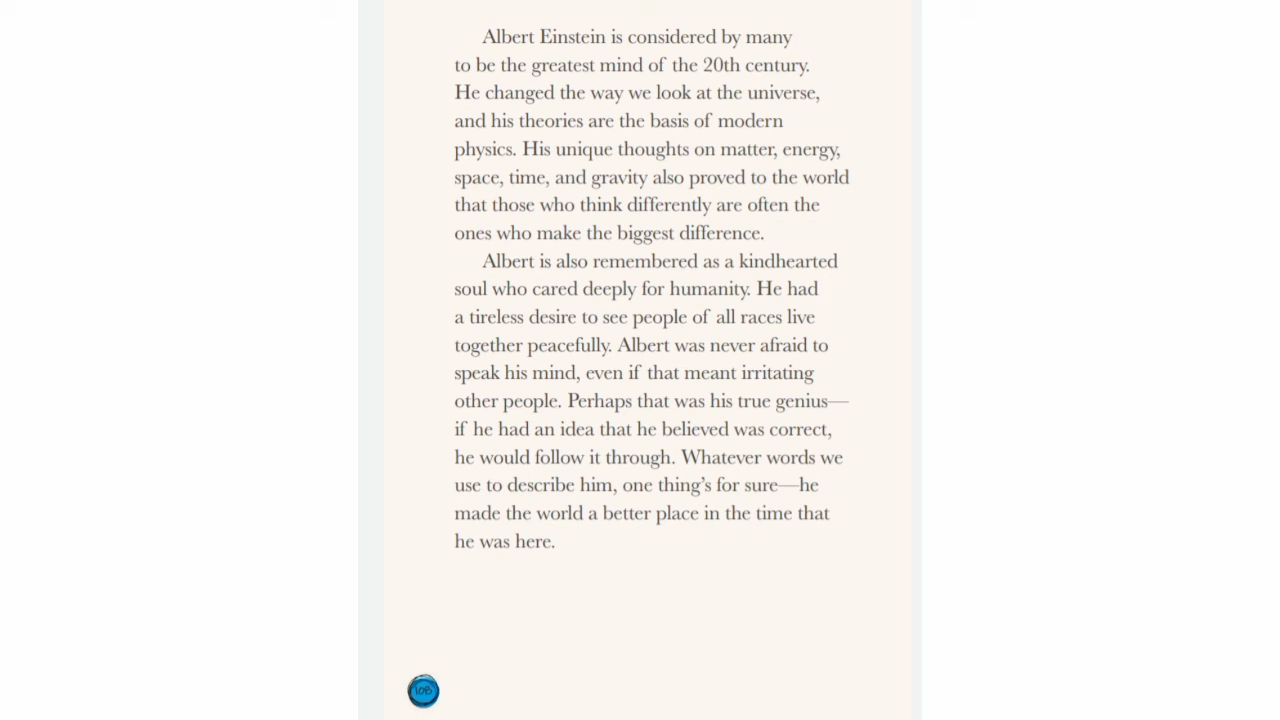 Albert Einstein is considered by many
to be the greatest mind of the 20th century.
He changed the way we look at the universe,
and his theories are the basis of modern
physics. His unique thoughts on matter, energy,
space, time, and gravity also proved to the world
that those who think differently are often the
ones who make the biggest difference.
Albert is also remembered as a kindhearted
soul who cared deeply for humanity. He had
a tireless desire to see people of all races live
together peacefully. Albert was never afraid to
speak his mind, even if that meant irritating
other people. Perhaps that was his true genius—
if he had an idea that he believed was correct,
he would follow it through. Whatever words we
use to describe him, one thing’s for sure—he
made the world a better place in the time that
he was here.
108